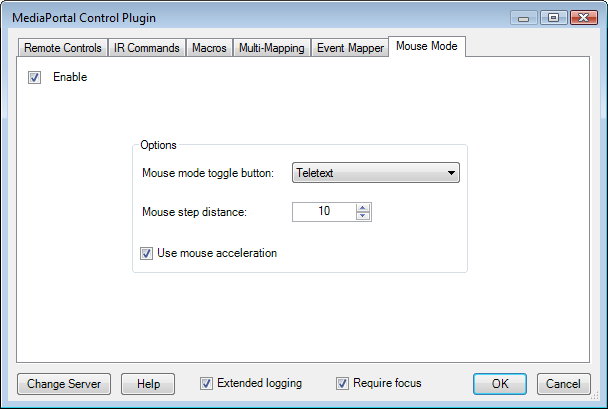 MediaPortal Control Plugin
Remote Controls IR Commands Macros Multi-Mapping Event Mapper Mouse Mode
Enable
Options
Mouse mode toggle button: Teletext
Mouse step distance: 10
Use mouse acceleration
Change Server Help Extended logging Require focus OK Cancel